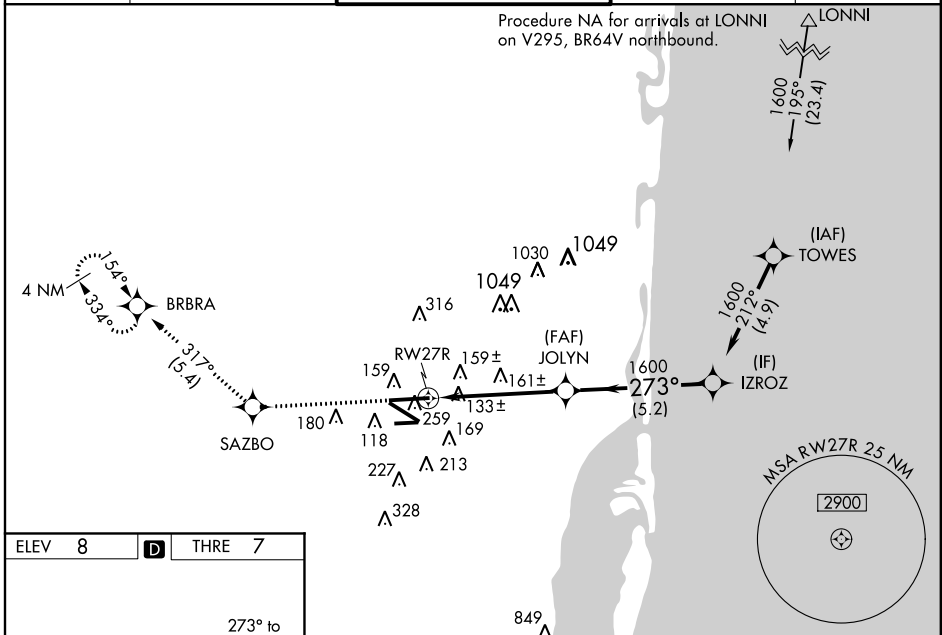 Procedure NA for arrivals at LONNI
on V295, BR64V northbound.
LONNI
1600
195°
(23.4)
(IAF)
TOWES
1600
212°
(4.9)
1030
1049
1049
316
4 NM
154°
334°
BRBRA
317°
(5.4)
(FAF)
JOLYN
RW27R
159
159±
161±
133±
1600
273°
(5.2)
(IF)
IZROZ
SAZBO
180
118
259
169
227
213
328
MSA RW27R 25 NM
2900
ELEV 8
D
THRE 7
273° to
849